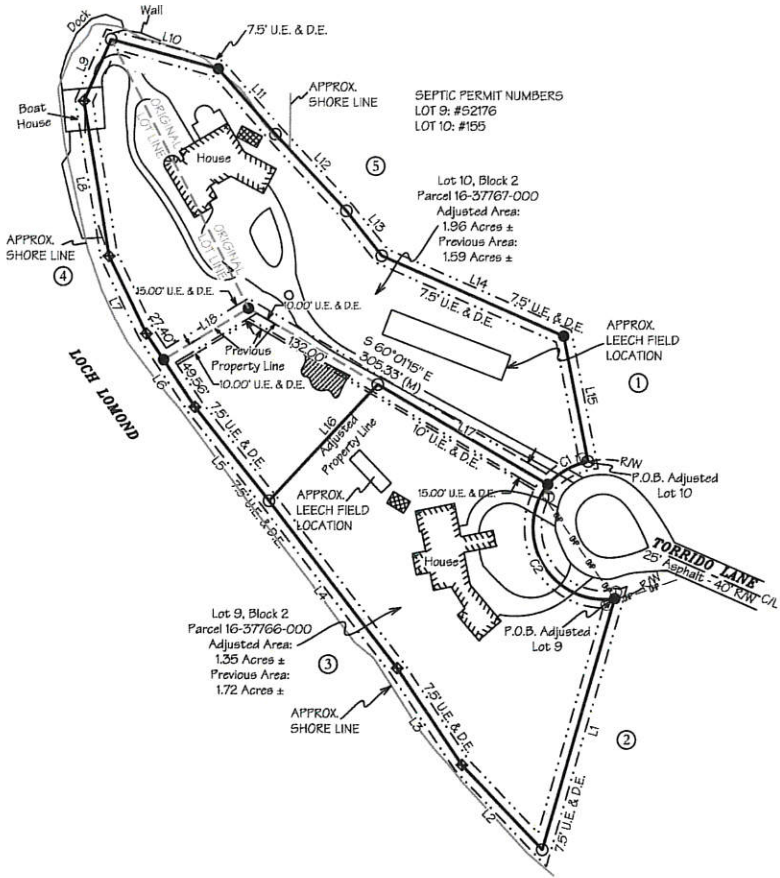 Dock
Wall
L10
7.5' U.E. & D.E.
L9
L11
APPROX.
SHORE LINE
SEPTIC PERMIT NUMBERS
LOT 9: #S2176
LOT 10: #155
Boat
House
ORIGINAL
LOT LINE
House
L12
5
L8
ORIGINAL
LOT LINE
L13
Lot 10, Block 2
Parcel 16-37767-000
Adjusted Area:
1.96 Acres ±
Previous Area:
1.59 Acres ±
APPROX.
SHORE LINE
4
L14
7.5' U.E. & D.E.
7.5' U.E. & D.E.
15.00' U.E. & D.E.
10.00' U.E. & D.E.
L7
27.40'
L18
Previous
Property Line
132.00'
S 60°01'15" E
305.33' (M)
APPROX.
LEECH FIELD
LOCATION
1
L15
LOCH LOMOND
L6
49.56'
10.00' U.E. & D.E.
7.5' U.E. & D.E.
L16
Adjusted
Property Line
L17
10' U.E. & D.E.
L5
7.5' U.E. & D.E.
APPROX.
LEECH FIELD
LOCATION
15.00' U.E. & D.E.
C1
R/W
P.O.B. Adjusted
Lot 10
TORRIDO LANE
25' Asphalt - 40' R/W
C/L
R/W
OP
OP
OP
OP
OP
House
C2
L4
P.O.B. Adjusted
Lot 9
Lot 9, Block 2
Parcel 16-37766-000
Adjusted Area:
1.35 Acres ±
Previous Area:
1.72 Acres ±
3
APPROX.
SHORE LINE
7.5' U.E. & D.E.
L3
L1
2
L2
7.5' U.E. & D.E.